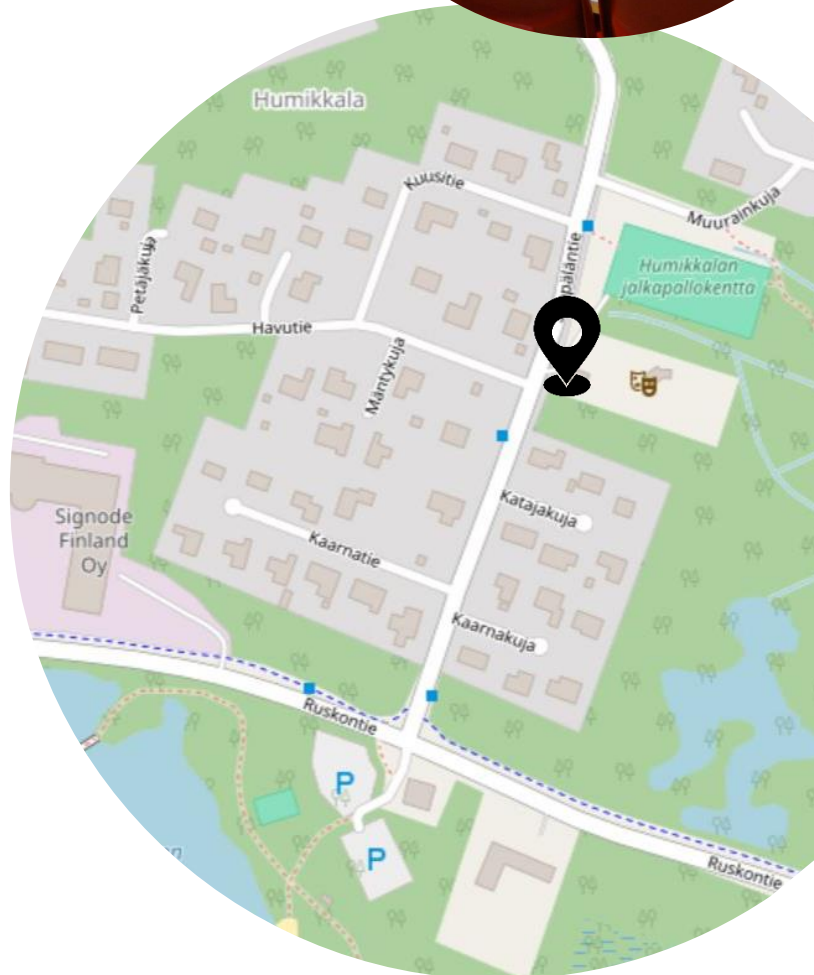 Humikkala
Kuusitie
Muurainkuja
Petäjäkuja
Humikkalan
jalkapallokenttä
Havutie
Mäntykuja
Katajakuja
Signode
Finland
Oy
Kaarnatie
Kaarnakuja
Ruskontie
P
P
Ruskontie